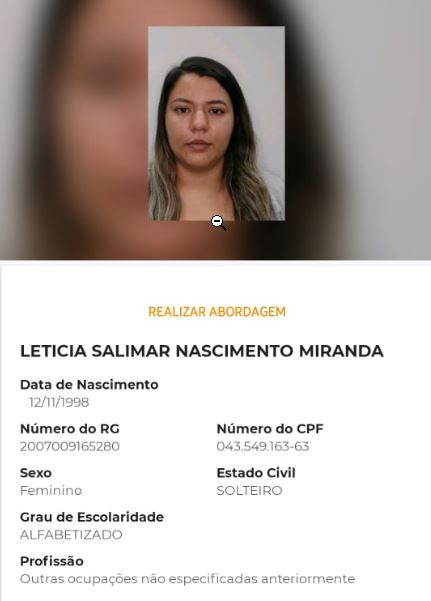 REALIZAR ABORDAGEM
LETICIA SALIMAR NASCIMENTO MIRANDA
Data de Nascimento
12/11/1998
Número do RG Número do CPF
2007009165280 043.549.163-63
Sexo Estado Civil
Feminino SOLTEIRO
Grau de Escolaridade
ALFABETIZADO
Profissão
Outras ocupações não especificadas anteriormente